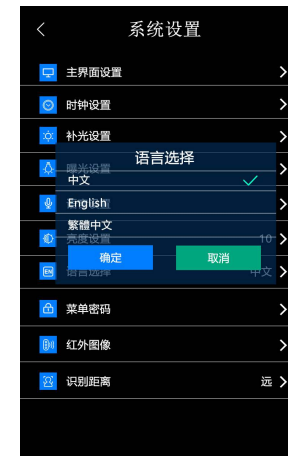 系统设置
主界面设置
时钟设置
补光设置
曝光设置
语言选择
中文
English
繁體中文
亮度设置 10
确定 取消
语言选择 中文
菜单密码
红外图像
识别距离 远